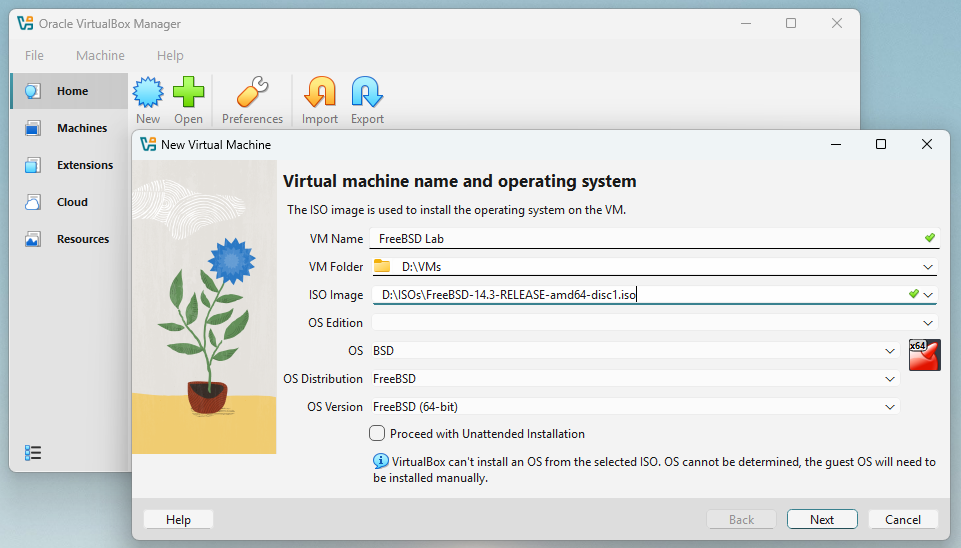 Oracle VirtualBox Manager
File Machine Help
Home
Machines
Extensions
Cloud
Resources
New Open Preferences Import Export
New Virtual Machine
Virtual machine name and operating system
The ISO image is used to install the operating system on the VM.
VM Name FreeBSD Lab
VM Folder D:\VMs
ISO Image D:\ISOs\FreeBSD-14.3-RELEASE-amd64-disc1.iso
OS Edition
OS BSD
x64
OS Distribution FreeBSD
OS Version FreeBSD (64-bit)
Proceed with Unattended Installation
VirtualBox can't install an OS from the selected ISO. OS cannot be determined, the guest OS will need to
be installed manually.
Help Back Next Cancel